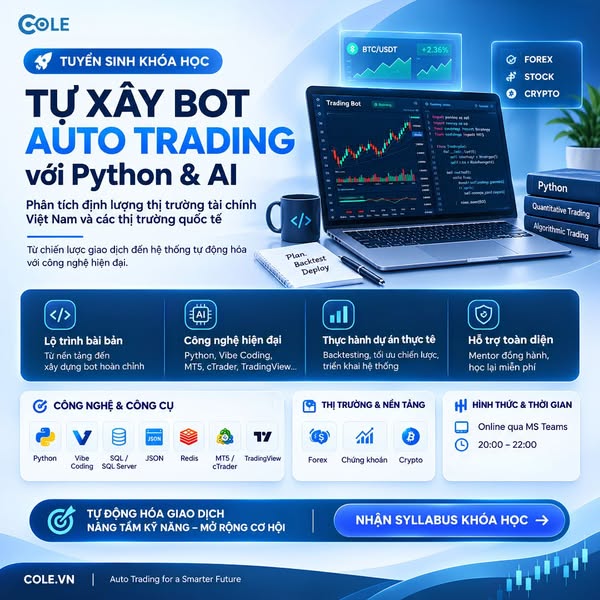 COLE
TUYỂN SINH KHÓA HỌC
TỰ XÂY BOT
AUTO TRADING
với Python & AI
Phân tích định lượng thị trường tài chính
Việt Nam và các thị trường quốc tế
Từ chiến lược giao dịch đến hệ thống tự động hóa
với công nghệ hiện đại.
BTC/USDT
+2.36%
FOREX
STOCK
CRYPTO
Trading Bot
Plan.
Backtest
Deploy
Python
Quantitative Trading
Algorithmic Trading
Lộ trình bài bản
Từ nền tảng đến
xây dựng bot hoàn chỉnh
AI
Công nghệ hiện đại
Python, Vibe Coding,
MT5, cTrader, TradingView...
Thực hành dự án thực tế
Backtesting, tối ưu chiến lược,
triển khai hệ thống
Hỗ trợ toàn diện
Mentor đồng hành,
học lại miễn phí
CÔNG NGHỆ & CÔNG CỤ
Python
Vibe
Coding
SQL /
SQL Server
JSON
JSON
Redis
MT5 /
cTrader
TradingView
THỊ TRƯỜNG & NỀN TẢNG
Forex
Chứng khoán
Crypto
HÌNH THỨC & THỜI GIAN
Online qua MS Teams
20:00 – 22:00
TỰ ĐỘNG HÓA GIAO DỊCH
NÂNG TẦM KỸ NĂNG – MỞ RỘNG CƠ HỘI
NHẬN SYLLABUS KHÓA HỌC →
COLE.VN
Auto Trading for a Smarter Future